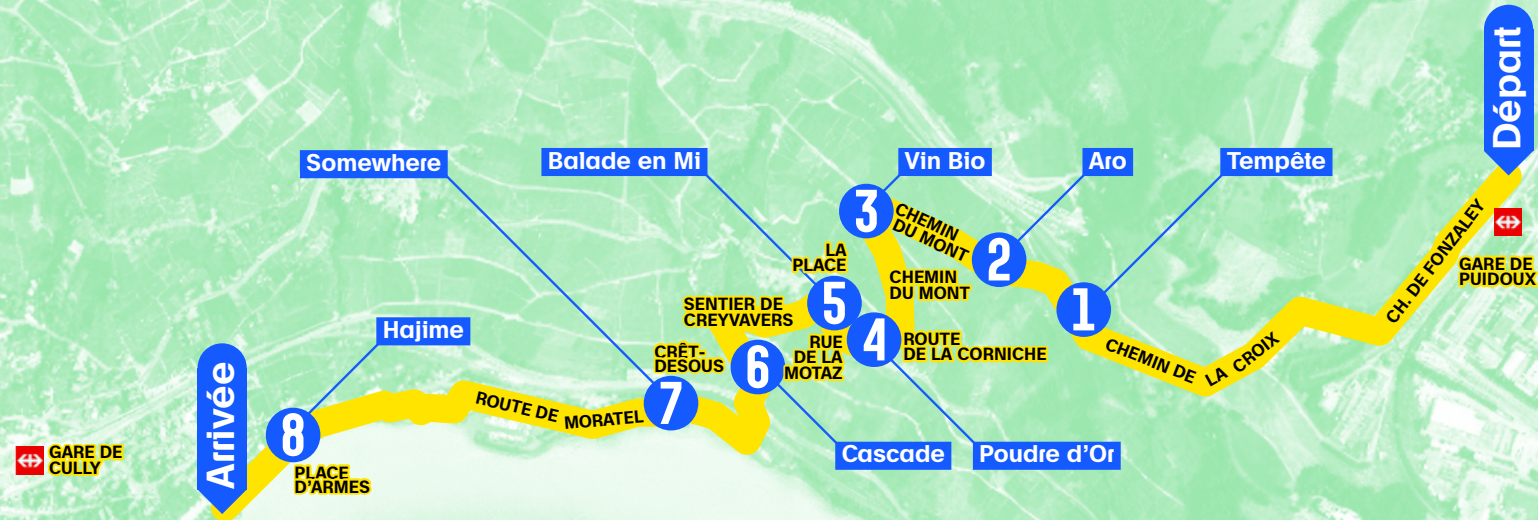 Départ
GARE DE
PUIDOUX
CH. DE FONZALEY
CHEMIN DE LA CROIX
Tempête
1
Aro
2
CHEMIN
DU MONT
Vin Bio
3
CHEMIN
DU MONT
ROUTE
DE LA CORNICHE
4
Poudre d'Or
RUE
DE LA
MOTAZ
Balade en Mi
5
LA
PLACE
SENTIER DE
CREYVAVERS
6
Cascade
CRÊT-
DESOUS
Somewhere
7
ROUTE DE MORATEL
Hajime
8
PLACE
D'ARMES
Arrivée
GARE DE
CULLY